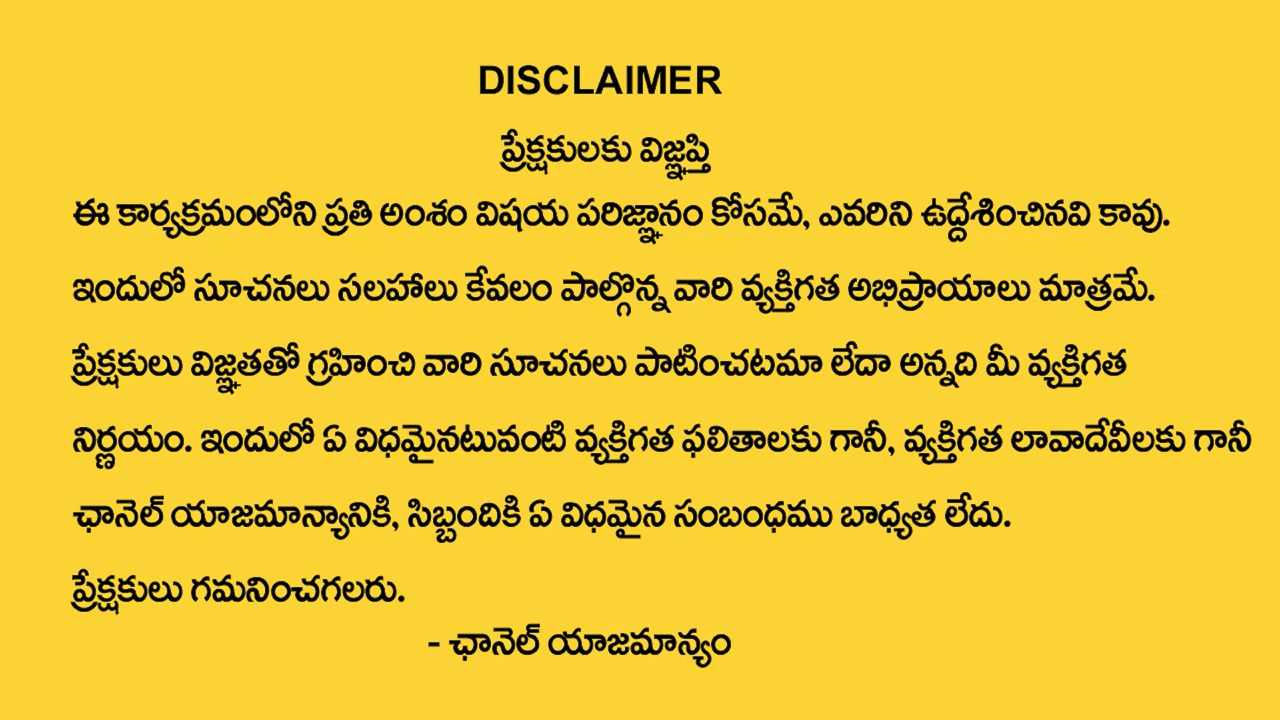 DISCLAIMER
ప్రేక్షకులకు విజ్ఞప్తి
ఈ కార్యక్రమంలోని ప్రతి అంశం విషయ పరిజ్ఞానం కోసమే, ఎవరిని ఉద్దేశించినవి కావు.
ఇందులో సూచనలు సలహాలు కేవలం పాల్గొన్న వారి వ్యక్తిగత అభిప్రాయాలు మాత్రమే.
ప్రేక్షకులు విజ్ఞతతో గ్రహించి వారి సూచనలు పాటించటమా లేదా అన్నది మీ వ్యక్తిగత
నిర్ణయం. ఇందులో ఏ విధమైనటువంటి వ్యక్తిగత ఫలితాలకు గానీ, వ్యక్తిగత లావాదేవీలకు గానీ
ఛానెల్ యాజమాన్యానికి, సిబ్బందికి ఏ విధమైన సంబంధము బాధ్యత లేదు.
ప్రేక్షకులు గమనించగలరు.
- ఛానెల్ యాజమాన్యం